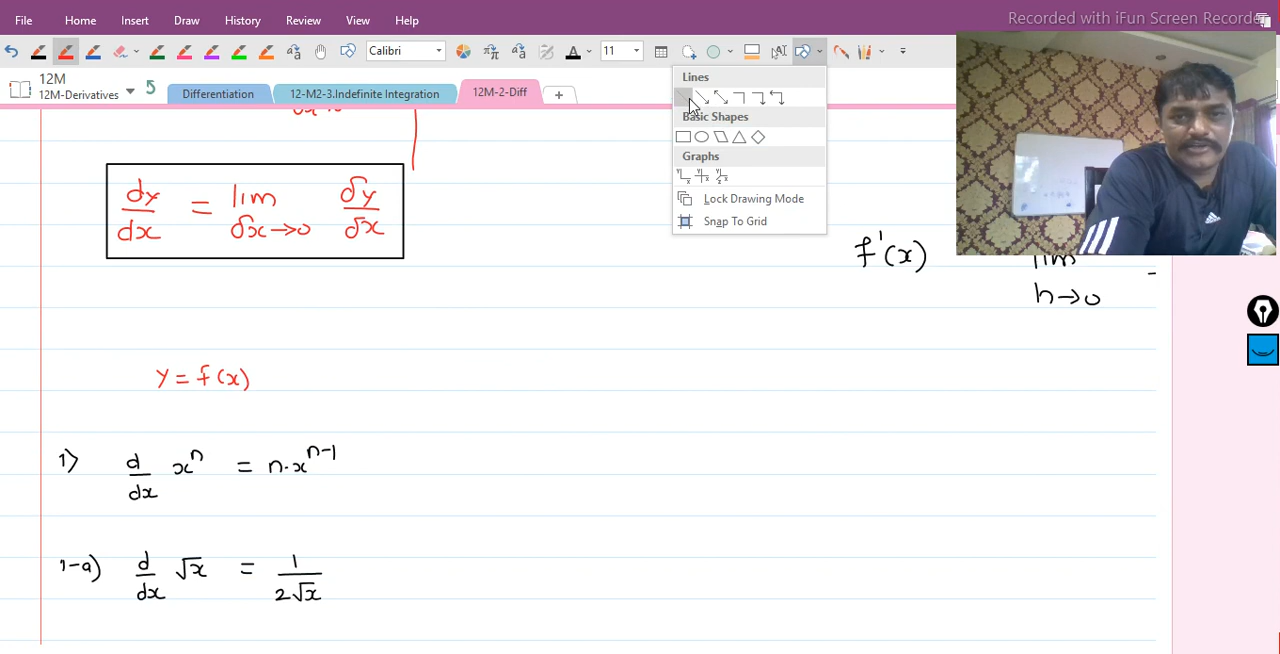 File Home Insert Draw History Review View Help
Recorded with iFun Screen Recorder
Calibri 11
12M
12M-Derivatives
Differentiation 12-M2-3.Indefinite Integration 12M-2-Diff +
Lines
Basic Shapes
Graphs
Lock Drawing Mode
Snap To Grid
dy/dx = lim δx→0 δy/δx
f'(x) lim h→0
y = f(x)
1) d/dx xⁿ = n·xⁿ⁻¹
1-a) d/dx √x = 1/2√x